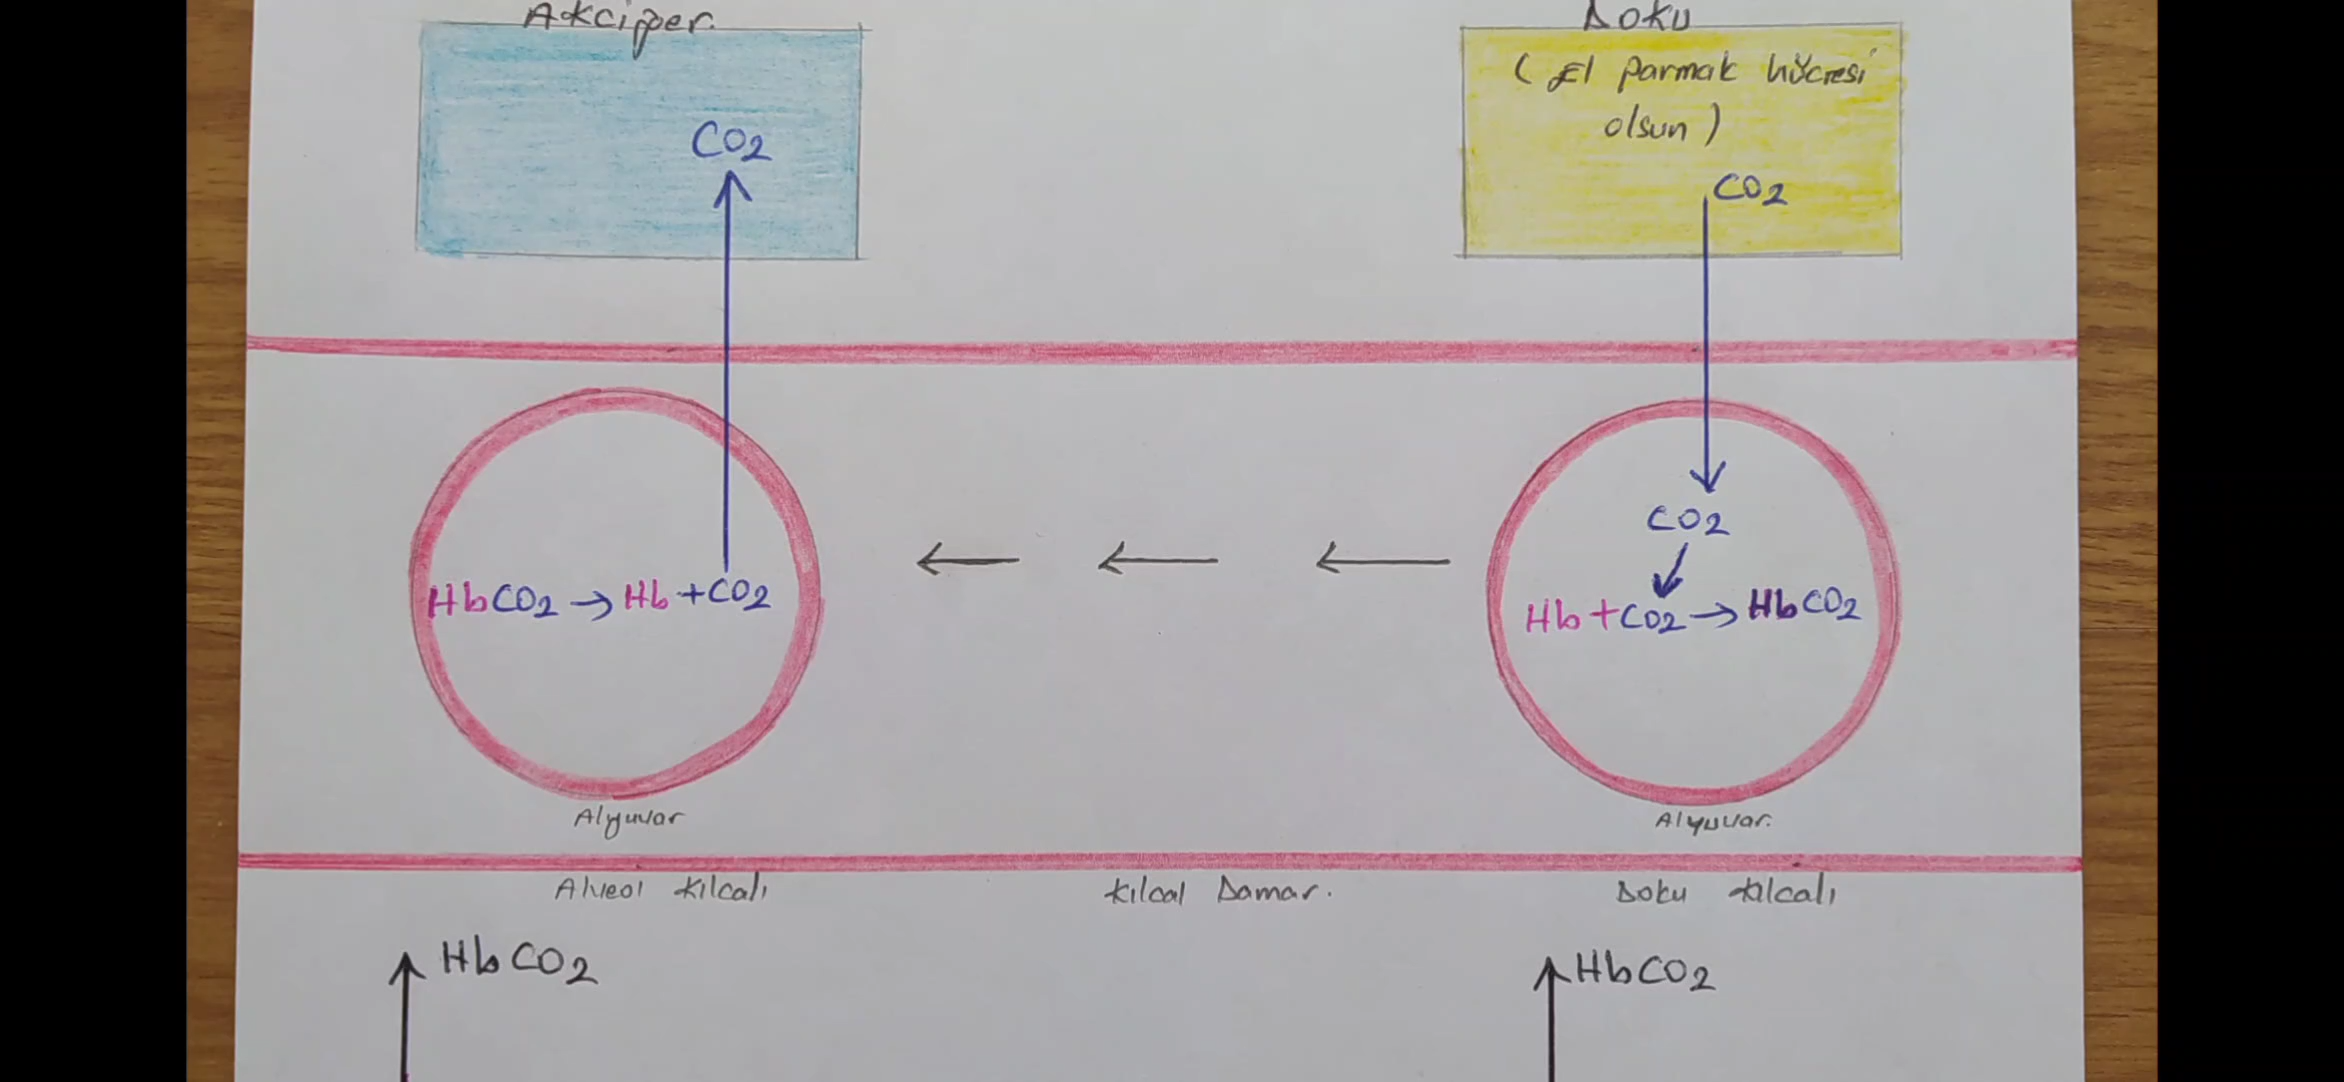 Akciğer
Doku
(El parmak hücresi
olsun)
CO2
CO2
CO2
HbCO2 → Hb + CO2
Hb + CO2 → HbCO2
Alyuvar
Alyuvar.
Alveol Kılcalı
Kılcal Damar.
Doku Kılcalı
HbCO2
HbCO2